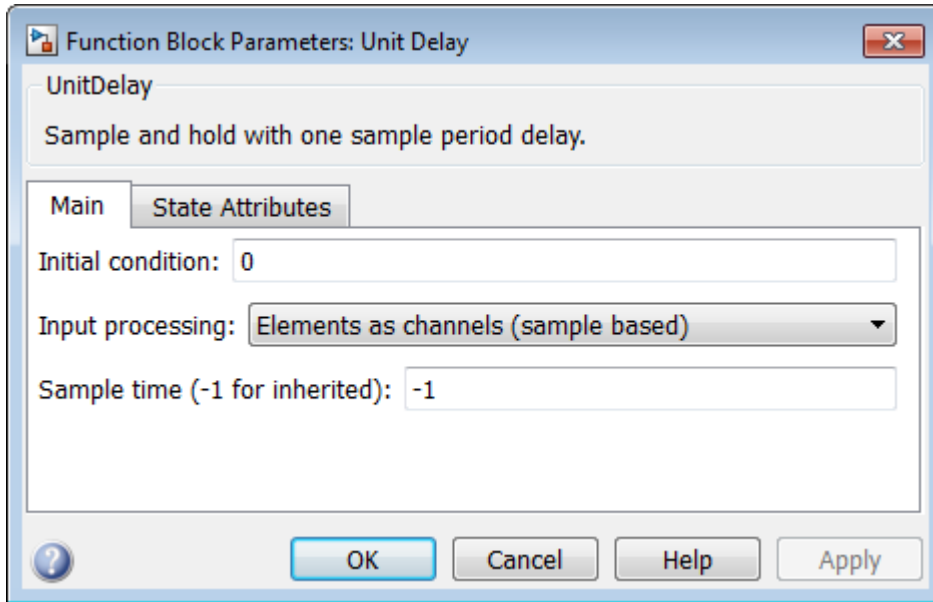 Function Block Parameters: Unit Delay
UnitDelay
Sample and hold with one sample period delay.
Main State Attributes
Initial condition: 0
Input processing: Elements as channels (sample based)
Sample time (-1 for inherited): -1
? OK Cancel Help Apply